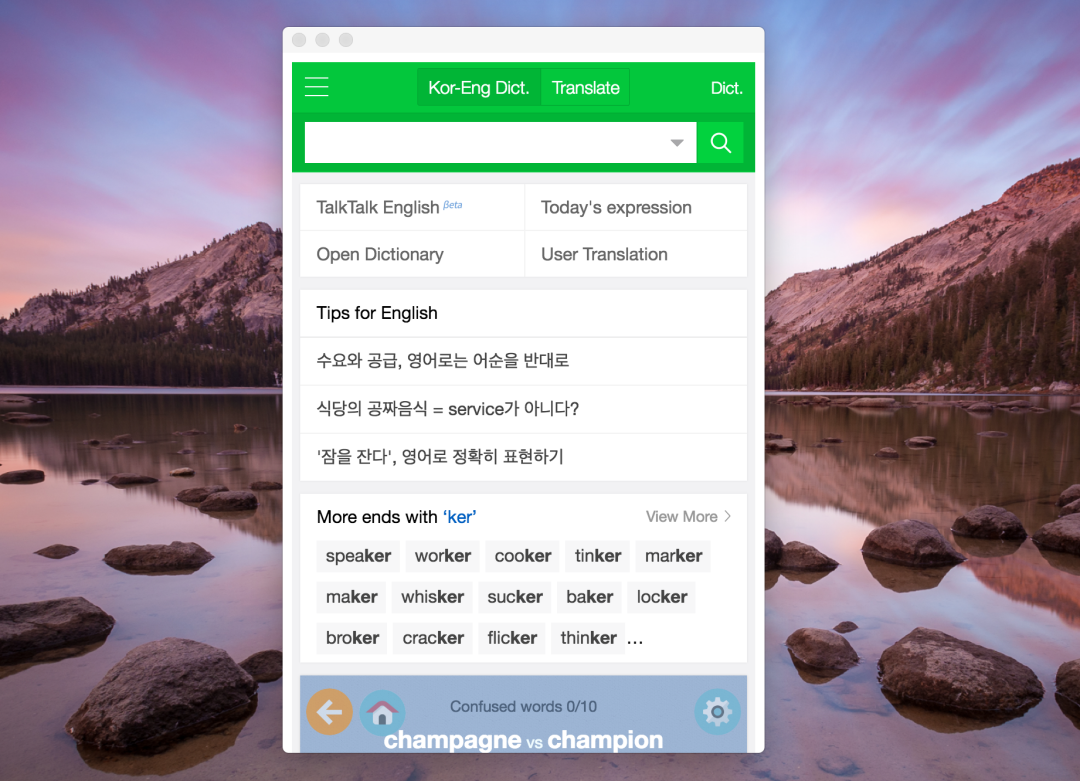 Kor-Eng Dict. Translate Dict.
TalkTalk English Beta Today's expression
Open Dictionary User Translation
Tips for English
수요와 공급, 영어로는 어순을 반대로
식당의 공짜음식 = service가 아니다?
'잠을 잔다', 영어로 정확히 표현하기
More ends with ‘ker’ View More
speaker worker cooker tinker marker
maker whisker sucker baker locker
broker cracker flicker thinker ...
Confused words 0/10
champagne vs champion